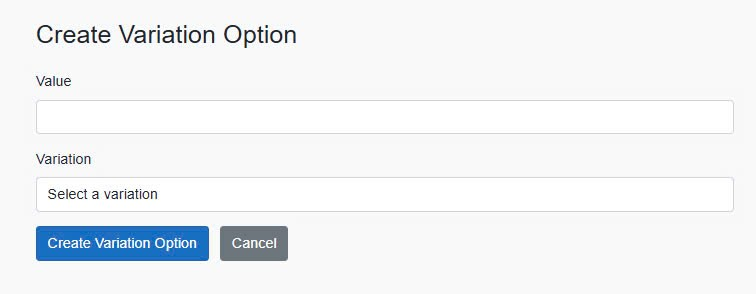 Create Variation Option
Value
Variation
Select a variation
Create Variation Option Cancel